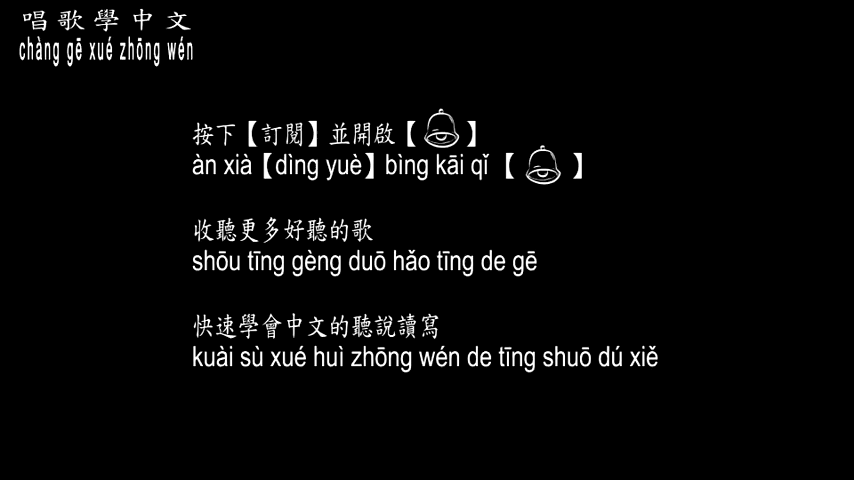 唱歌學中文
chàng gē xué zhōng wén
按下【訂閱】並開啟【】
àn xià【dìng yuè】bìng kāi qǐ 【】
收聽更多好聽的歌
shōu tīng gèng duō hǎo tīng de gē
快速學會中文的聽說讀寫
kuài sù xué huì zhōng wén de tīng shuō dú xiě